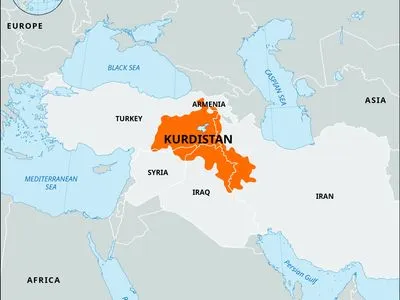 EUROPE
BLACK SEA
CASPIAN SEA
ASIA
ARMENIA
TURKEY
KURDISTAN
MEDITERRANEAN
SEA
SYRIA
IRAQ
IRAN
Persian Gulf
AFRICA